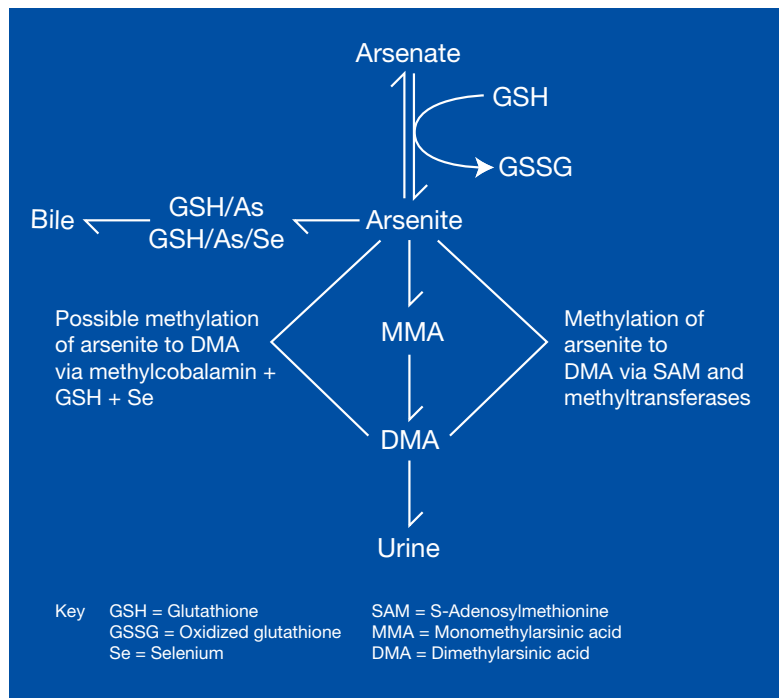 Arsenate
GSH
GSSG
Bile
GSH/As
GSH/As/Se
Arsenite
Possible methylation
of arsenite to DMA
via methylcobalamin +
GSH + Se
MMA
Methylation of
arsenite to
DMA via SAM and
methyltransferases
DMA
Urine
Key
GSH = Glutathione
GSSG = Oxidized glutathione
Se = Selenium
SAM = S-Adenosylmethionine
MMA = Monomethylarsinic acid
DMA = Dimethylarsinic acid